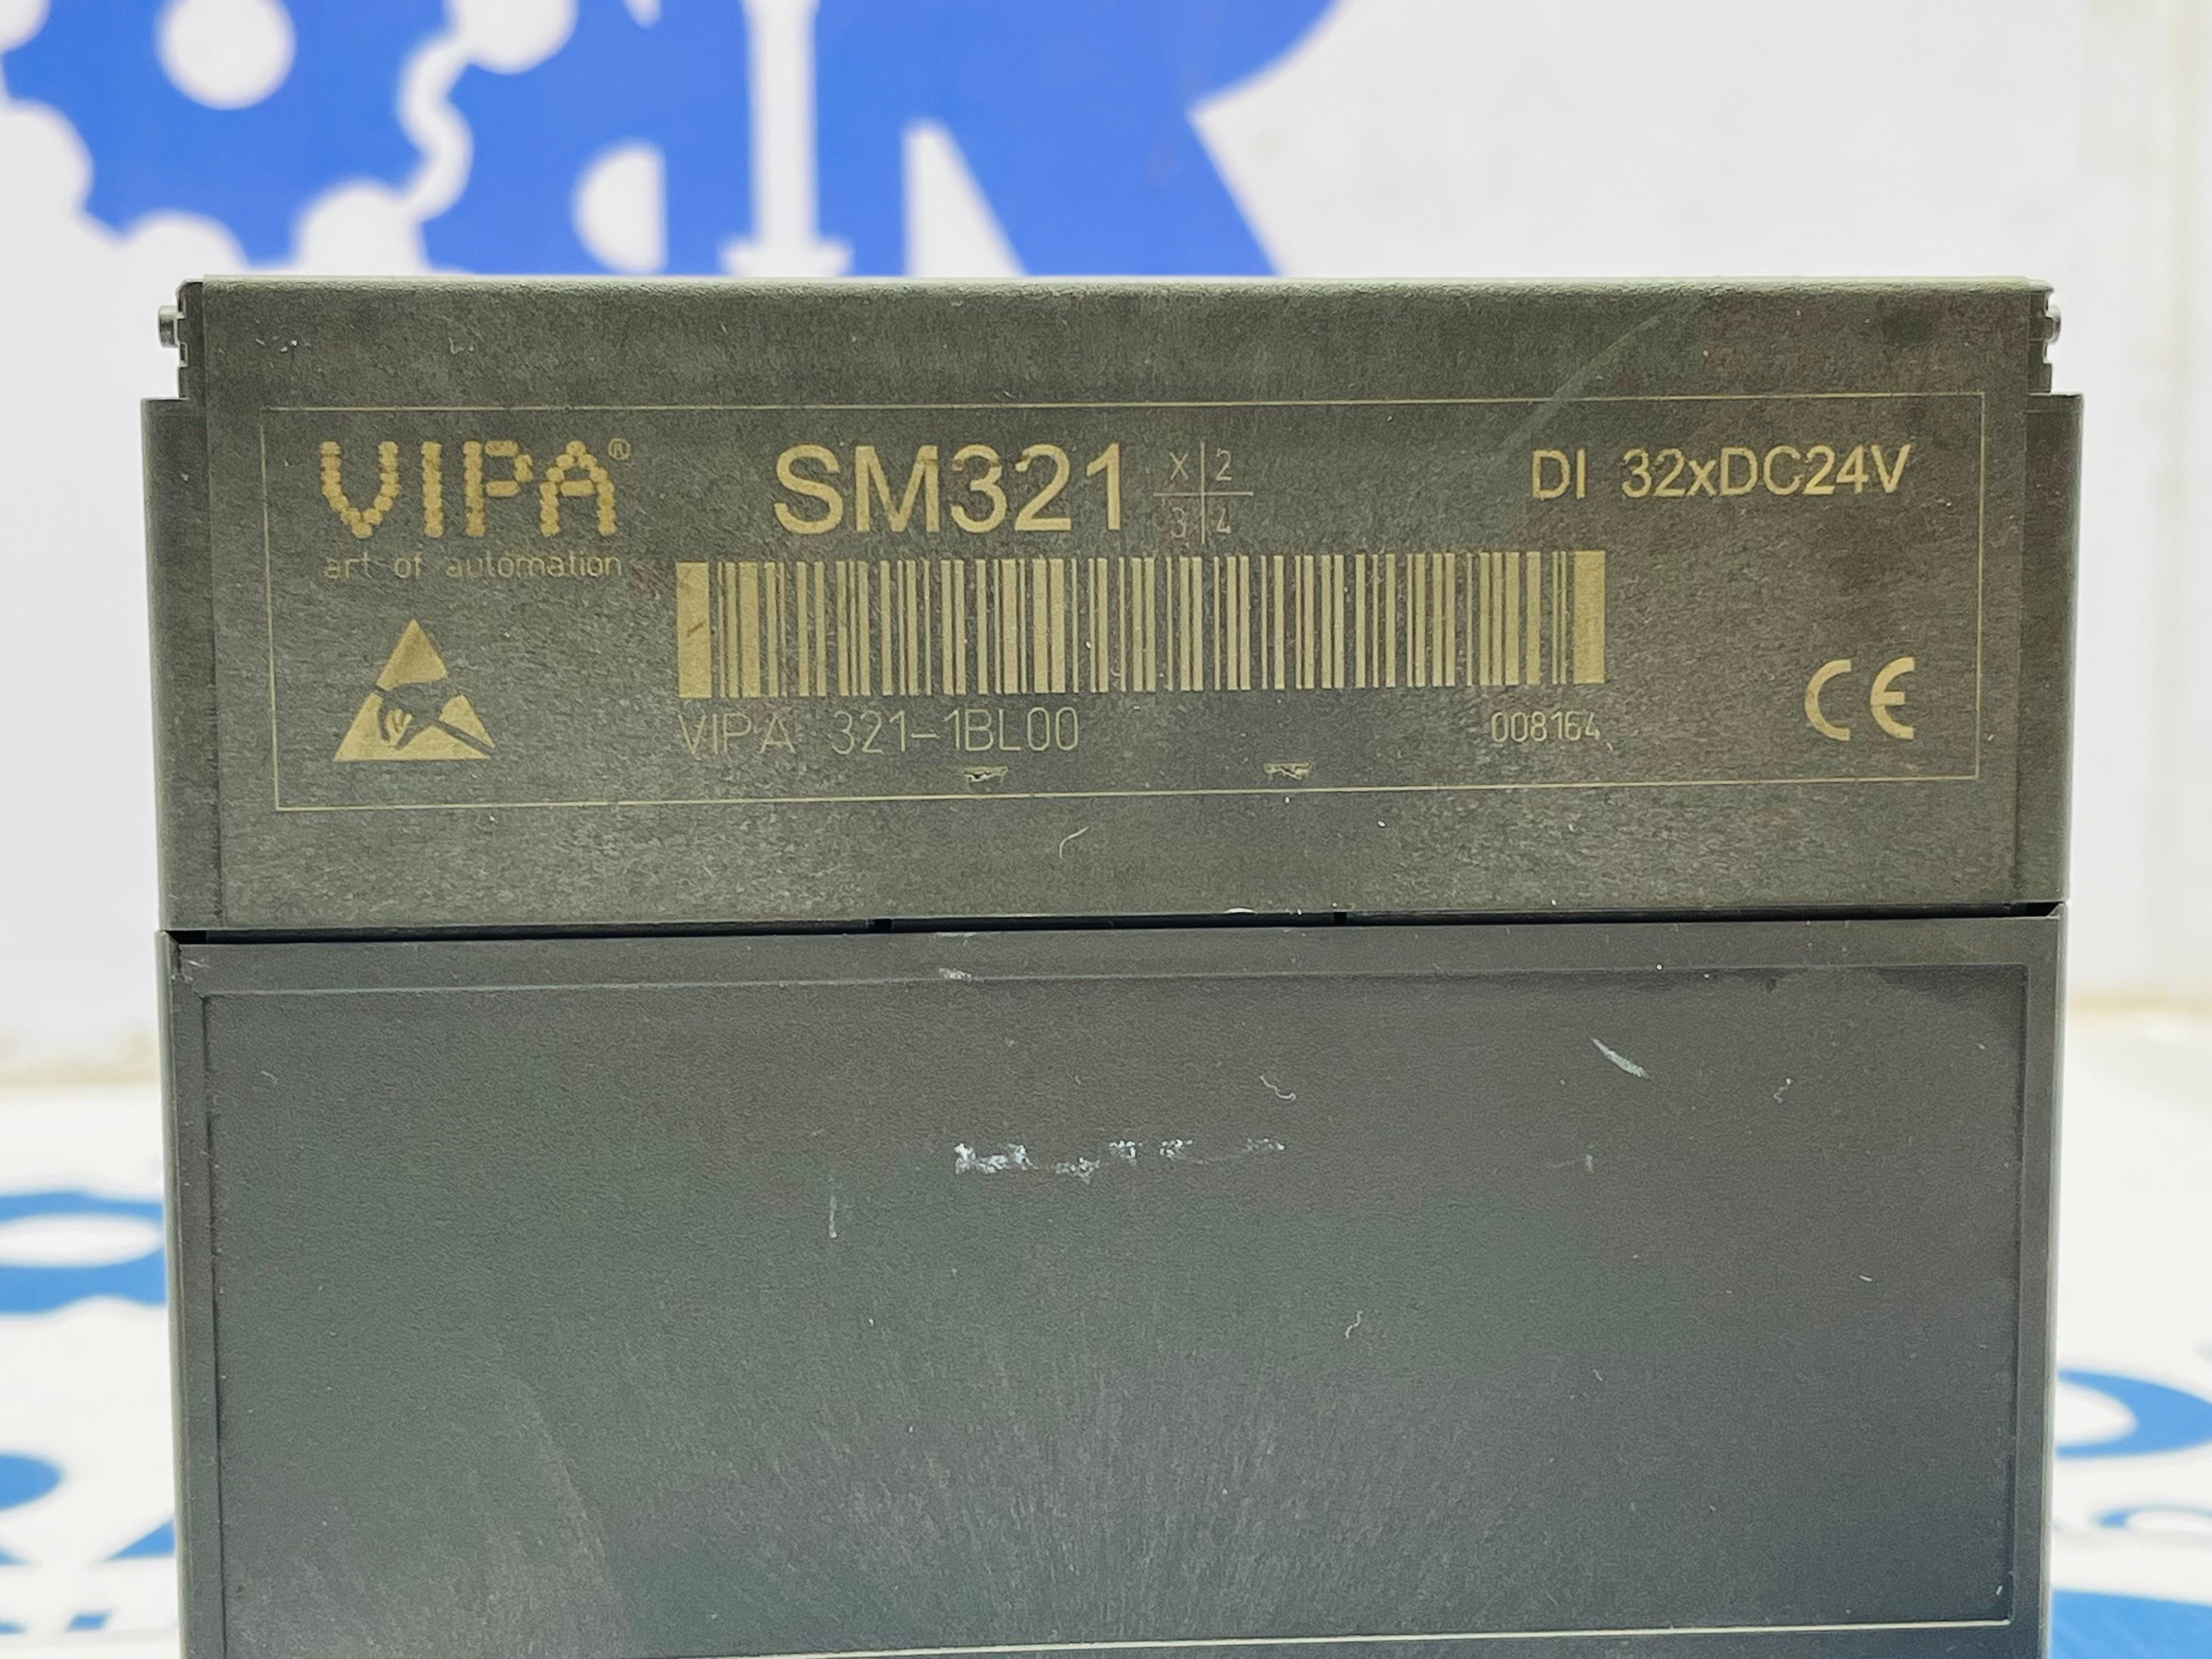 VIPA® SM321 X 2 DI 32xDC24V
3 4
art of automation
VIPA 321-1BL00 008164
CE